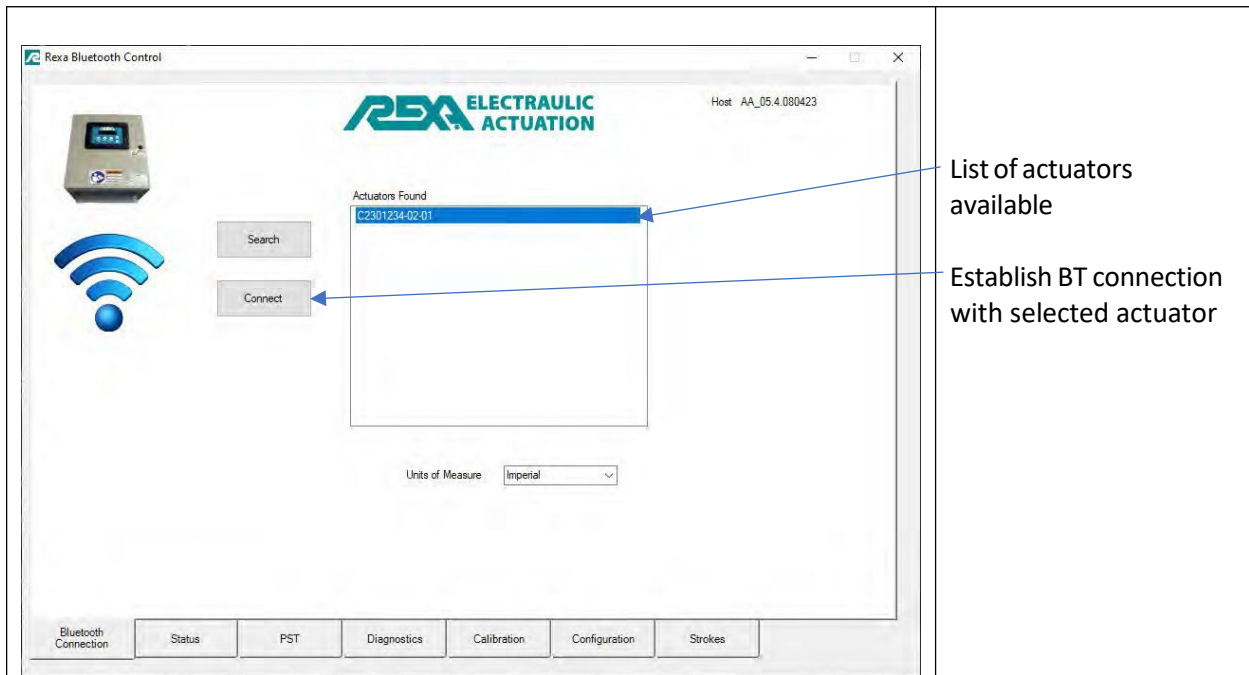 Rexa Bluetooth Control
REXA ELECTRAULIC
ACTUATION
Host AA_05.4.080423
Actuators Found
C2301234-02-01
Search
Connect
Units of Measure Imperial
Bluetooth
Connection
Status
PST
Diagnostics
Calibration
Configuration
Strokes
List of actuators
available
Establish BT connection
with selected actuator